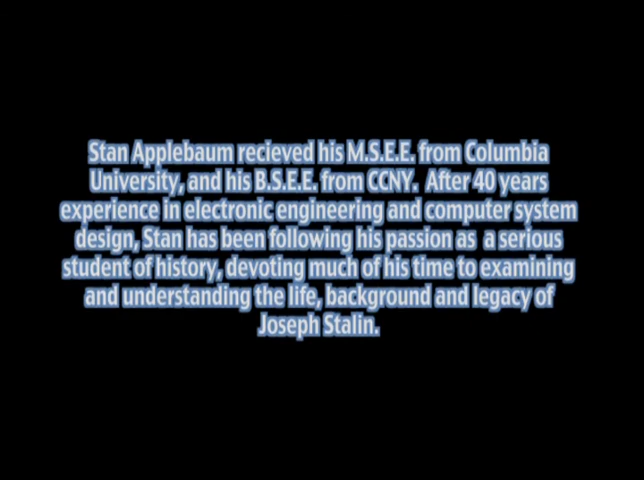 Stan Applebaum recieved his M.S.E.E. from Columbia
University, and his B.S.E.E. from CCNY.  After 40 years
experience in electronic engineering and computer system
design, Stan has been following his passion as  a serious
student of history, devoting much of his time to examining
and understanding the life, background and legacy of
Joseph Stalin.